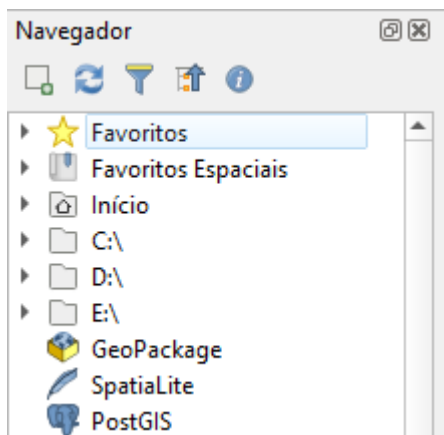 Navegador
Favoritos
Favoritos Espaciais
Início
C:\
D:\
E:\
GeoPackage
SpatiaLite
PostGIS